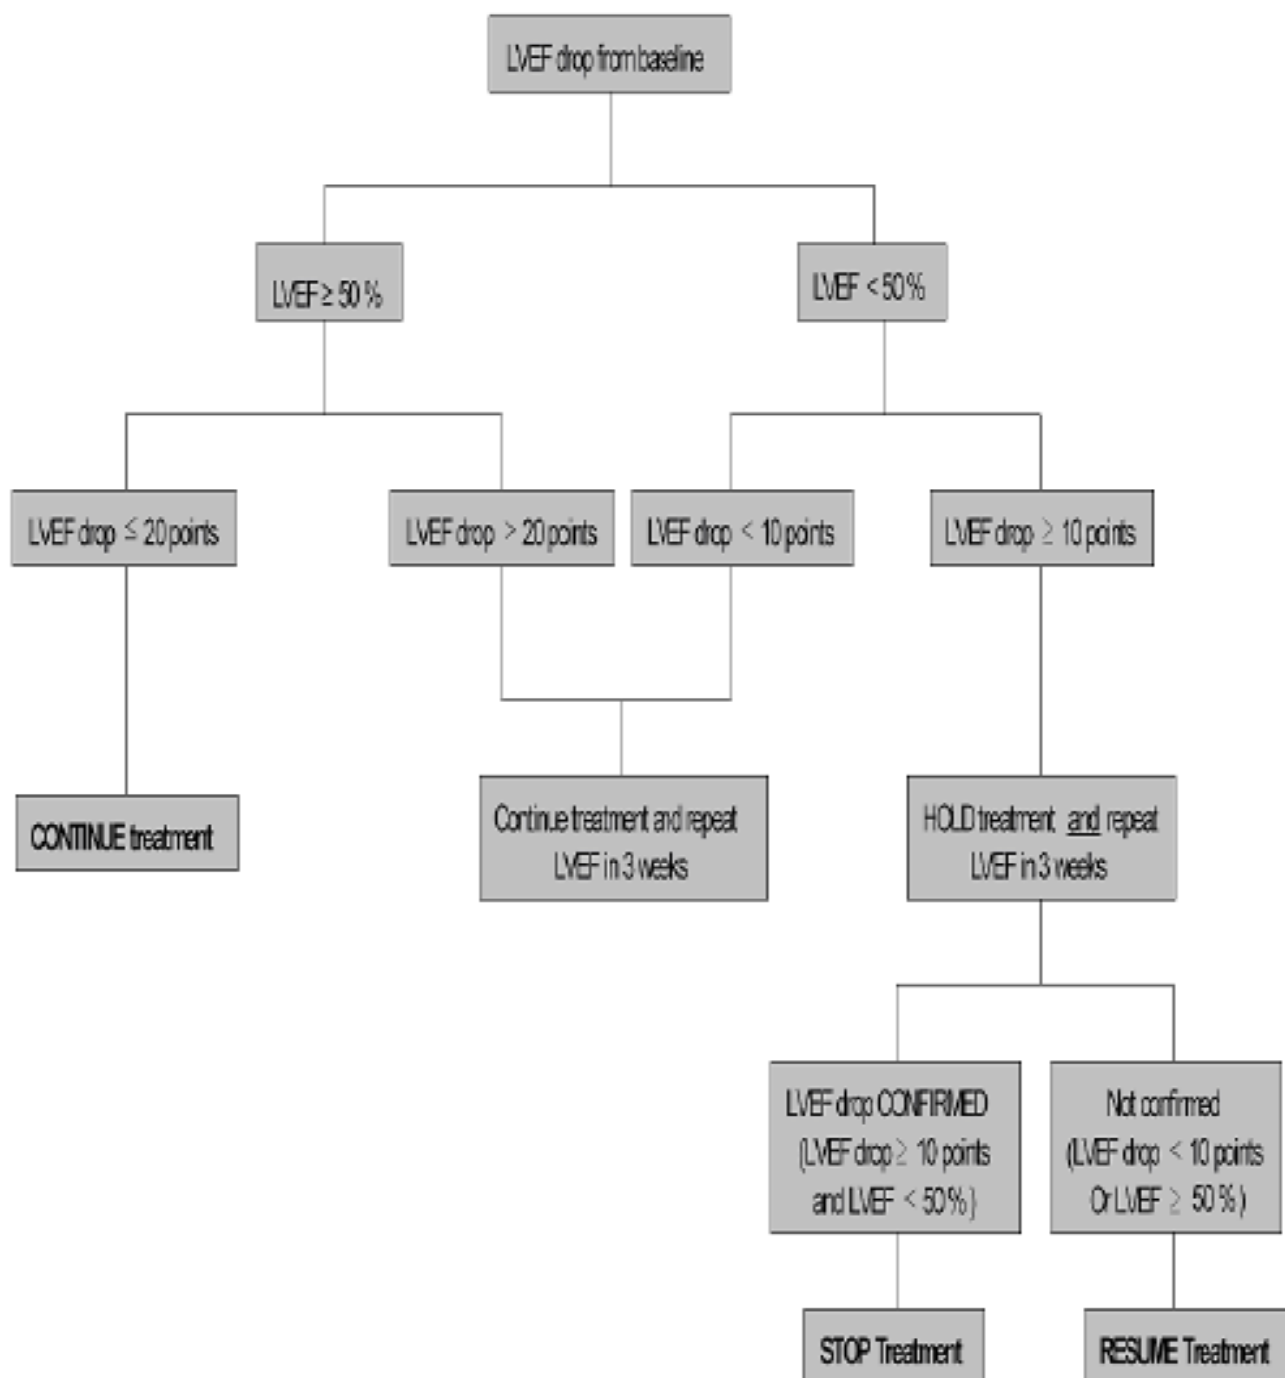 LVEF drop from baseline
LVEF ≥ 50 %
LVEF < 50 %
LVEF drop ≤ 20 points
LVEF drop > 20 points
LVEF drop < 10 points
LVEF drop ≥ 10 points
CONTINUE treatment
Continue treatment and repeat
LVEF in 3 weeks
HOLD treatment and repeat
LVEF in 3 weeks
LVEF drop CONFIRMED
(LVEF drop ≥ 10 points
and LVEF < 50 %)
Not confirmed
(LVEF drop < 10 points
Or LVEF ≥ 50 %)
STOP Treatment
RESUME Treatment